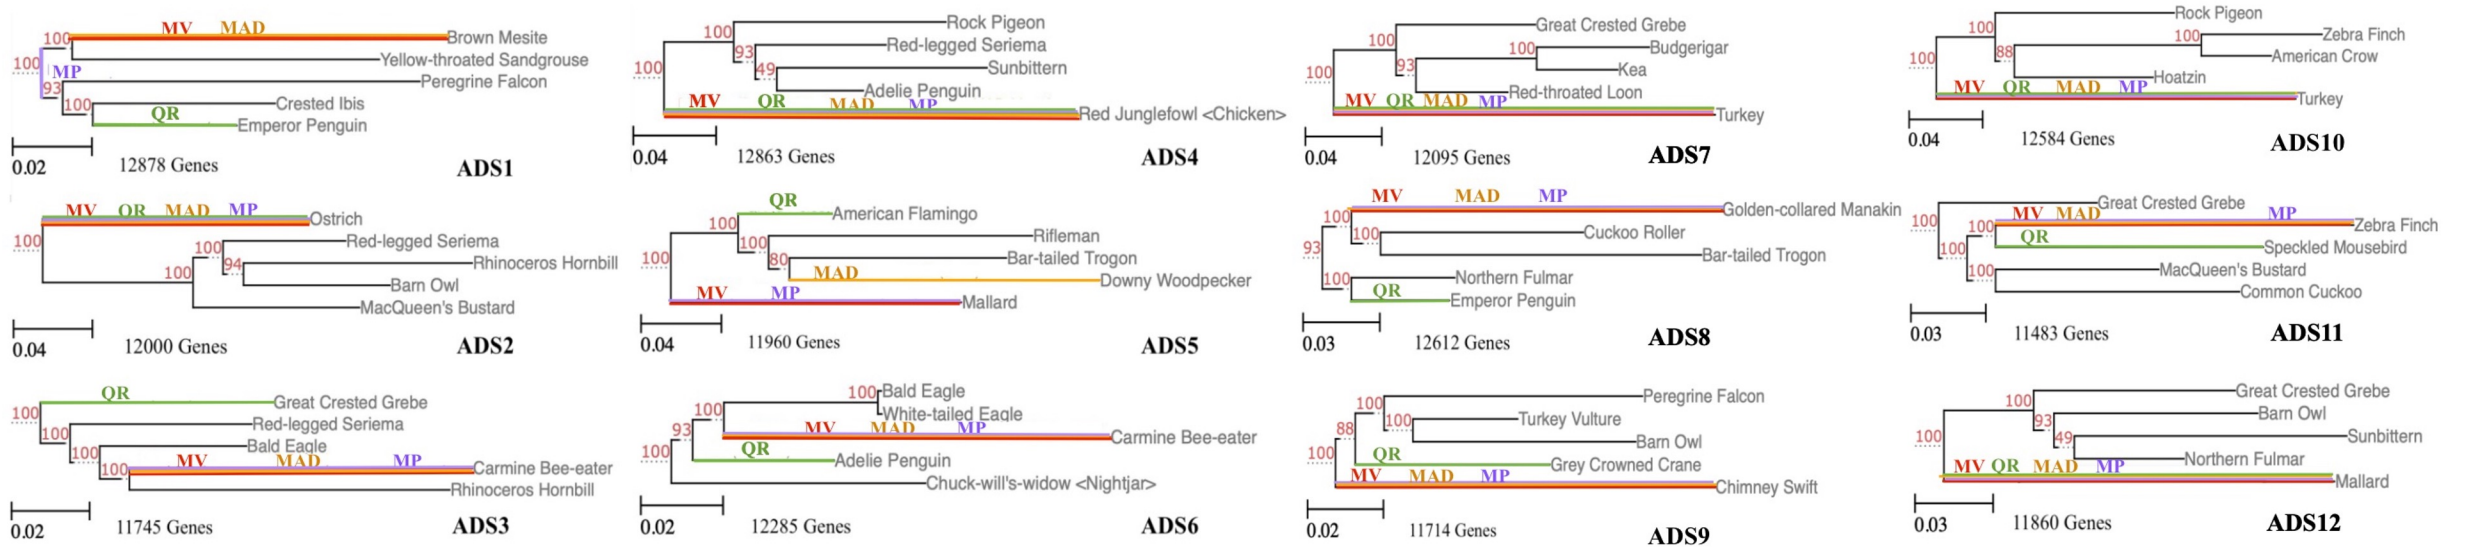 MV MAD
100 Brown Mesite
Yellow-throated Sandgrouse
100 MP
Peregrine Falcon
93
100 Crested Ibis
QR
Emperor Penguin
0.02 12878 Genes ADS1
MV QR MAD MP
Ostrich
100 100 Red-legged Seriema
94 Rhinoceros Hornbill
100 Barn Owl
MacQueen's Bustard
0.04 12000 Genes ADS2
QR
Great Crested Grebe
100 Red-legged Seriema
100 Bald Eagle
100 MV MAD MP
100 Carmine Bee-eater
Rhinoceros Hornbill
0.02 11745 Genes ADS3
Rock Pigeon
100 Red-legged Seriema
93
100 49 Sunbittern
Adelie Penguin
MV QR MAD MP
Red Junglefowl <Chicken>
0.04 12863 Genes ADS4
QR
100 American Flamingo
100 Rifleman
100 80 Bar-tailed Trogon
MAD
Downy Woodpecker
MV MP
Mallard
0.04 11960 Genes ADS5
100 Bald Eagle
100 White-tailed Eagle
93 MV MAD MP
Carmine Bee-eater
100 QR
Adelie Penguin
Chuck-will's-widow <Nightjar>
0.02 12285 Genes ADS6
Great Crested Grebe
100 100 Budgerigar
93 Kea
100 Red-throated Loon
MV QR MAD MP
Turkey
0.04 12095 Genes ADS7
MV MAD MP
100 Golden-collared Manakin
100 Cuckoo Roller
93 Bar-tailed Trogon
100 Northern Fulmar
QR
Emperor Penguin
0.03 12612 Genes ADS8
Peregrine Falcon
100 100 Turkey Vulture
88 Barn Owl
100 QR
Grey Crowned Crane
MV MAD MP
Chimney Swift
0.02 11714 Genes ADS9
Rock Pigeon
100 100 Zebra Finch
88 American Crow
100 Hoatzin
MV QR MAD MP
Turkey
0.04 12584 Genes ADS10
Great Crested Grebe
100 MV MAD MP
100 Zebra Finch
QR
100 Speckled Mousebird
100 MacQueen's Bustard
Common Cuckoo
0.03 11483 Genes ADS11
Great Crested Grebe
100 93 Barn Owl
100 49 Sunbittern
Northern Fulmar
MV QR MAD MP
Mallard
0.03 11860 Genes ADS12